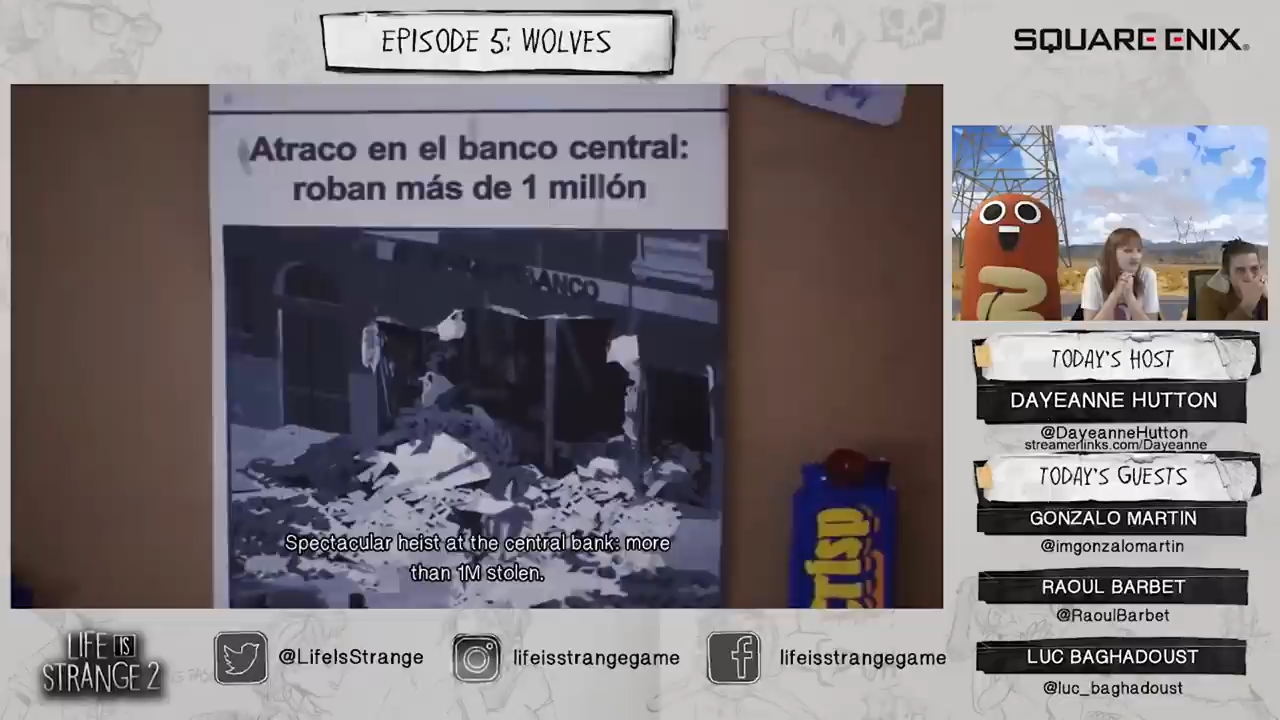 EPISODE 5: WOLVES
SQUARE ENIX®
Atraco en el banco central:
roban más de 1 millón
BANCO
Spectacular heist at the central bank: more
than 1M stolen.
Crisp
TODAY'S HOST
DAYEANNE HUTTON
@DayeanneHutton
streamerlinks.com/Dayeanne
TODAY'S GUESTS
GONZALO MARTIN
@imgonzalomartin
RAOUL BARBET
@RaoulBarbet
LUC BAGHADOUST
@luc_baghadoust
LIFE IS
STRANGE 2
@LifeIsStrange
lifeisstrangegame
lifeisstrangegame